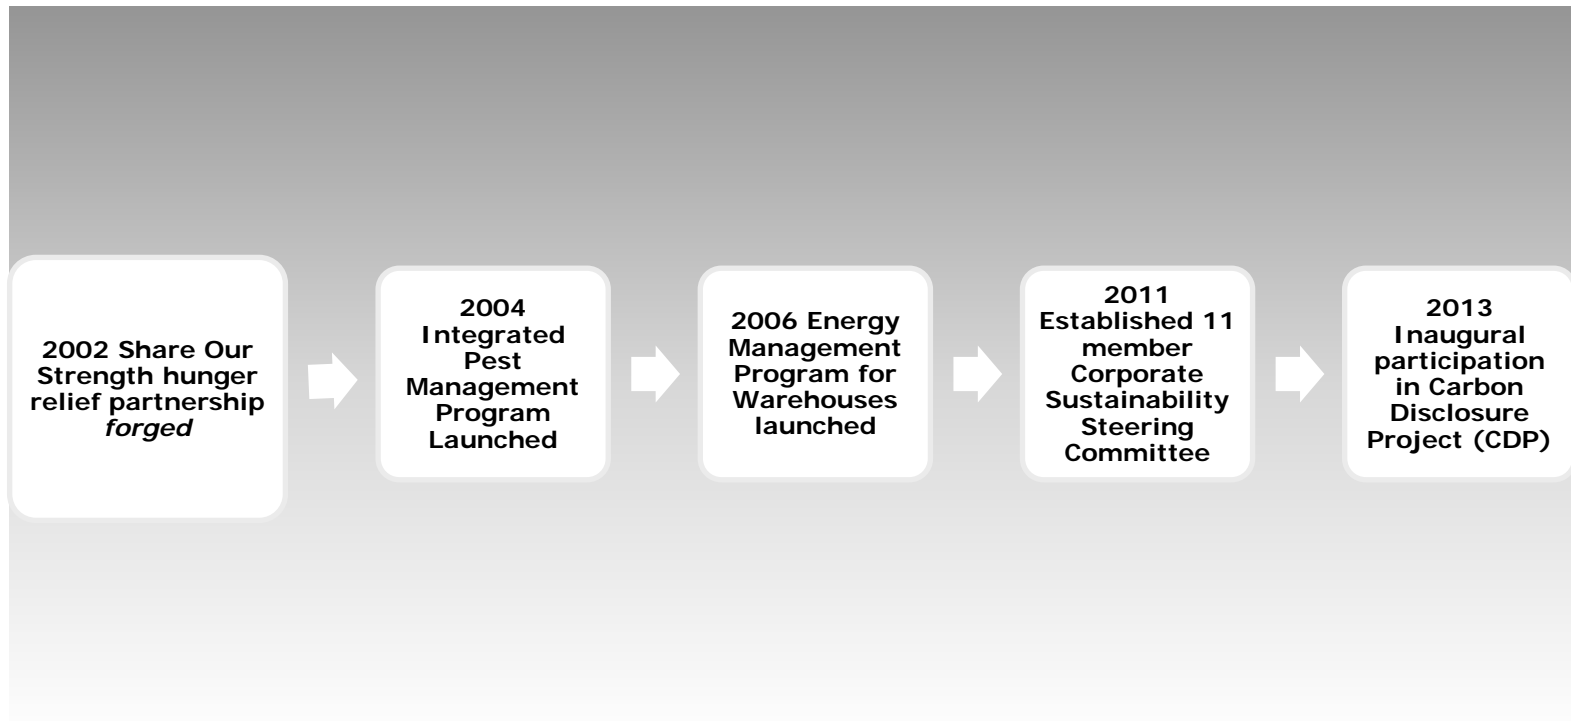 2002 Share Our
Strength hunger
relief partnership
forged
2004
Integrated
Pest
Management
Program
Launched
2006 Energy
Management
Program for
Warehouses
launched
2011
Established 11
member
Corporate
Sustainability
Steering
Committee
2013
Inaugural
participation
in Carbon
Disclosure
Project (CDP)